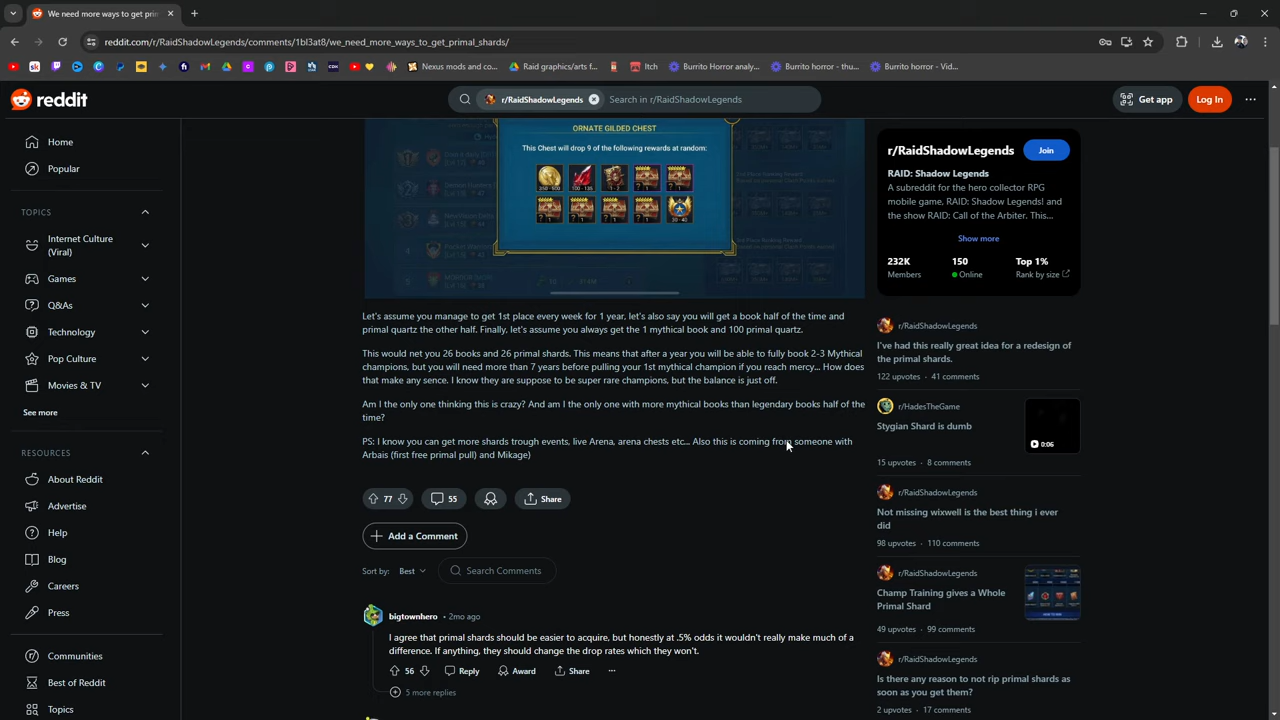 We need more ways to get prim
reddit.com/r/RaidShadowLegends/comments/1bl3at8/we_need_more_ways_to_get_primal_shards/
Nexus mods and co...
Raid graphics/arts f...
Itch
Burrito Horror analy...
Burrito horror - thu...
Burrito horror - Vid...
reddit
r/RaidShadowLegends
Search in r/RaidShadowLegends
Get app
Log In
Home
Popular
TOPICS
Internet Culture
(Viral)
Games
Q&As
Technology
Pop Culture
Movies & TV
See more
RESOURCES
About Reddit
Advertise
Help
Blog
Careers
Press
Communities
Best of Reddit
Topics
ORNATE GILDED CHEST
This Chest will drop 9 of the following rewards at random:
Let's assume you manage to get 1st place every week for 1 year, let's also say you will get a book half of the time and
primal quartz the other half. Finally, let's assume you always get the 1 mythical book and 100 primal quartz.
This would net you 26 books and 26 primal shards. This means that after a year you will be able to fully book 2-3 Mythical
champions, but you will need more than 7 years before pulling your 1st mythical champion if you reach mercy... How does
that make any sence. I know they are suppose to be super rare champions, but the balance is just off.
Am I the only one thinking this is crazy? And am I the only one with more mythical books than legendary books half of the
time?
PS: I know you can get more shards trough events, live Arena, arena chests etc... Also this is coming from someone with
Arbais (first free primal pull) and Mikage)
77
55
Share
Add a Comment
Sort by: Best
Search Comments
bigtownhero • 2mo ago
I agree that primal shards should be easier to acquire, but honestly at .5% odds it wouldn't really make much of a
difference. If anything, they should change the drop rates which they won't.
56
Reply
Award
Share
5 more replies
r/RaidShadowLegends
Join
RAID: Shadow Legends
A subreddit for the hero collector RPG
mobile game, RAID: Shadow Legends! and
the show RAID: Call of the Arbiter. This...
Show more
232K
Members
150
Online
Top 1%
Rank by size
r/RaidShadowLegends
I've had this really great idea for a redesign of
the primal shards.
122 upvotes • 41 comments
r/HadesTheGame
Stygian Shard is dumb
0:06
15 upvotes • 8 comments
r/RaidShadowLegends
Not missing wixwell is the best thing i ever
did
98 upvotes • 110 comments
r/RaidShadowLegends
Champ Training gives a Whole
Primal Shard
49 upvotes • 99 comments
r/RaidShadowLegends
Is there any reason to not rip primal shards as
soon as you get them?
2 upvotes • 17 comments